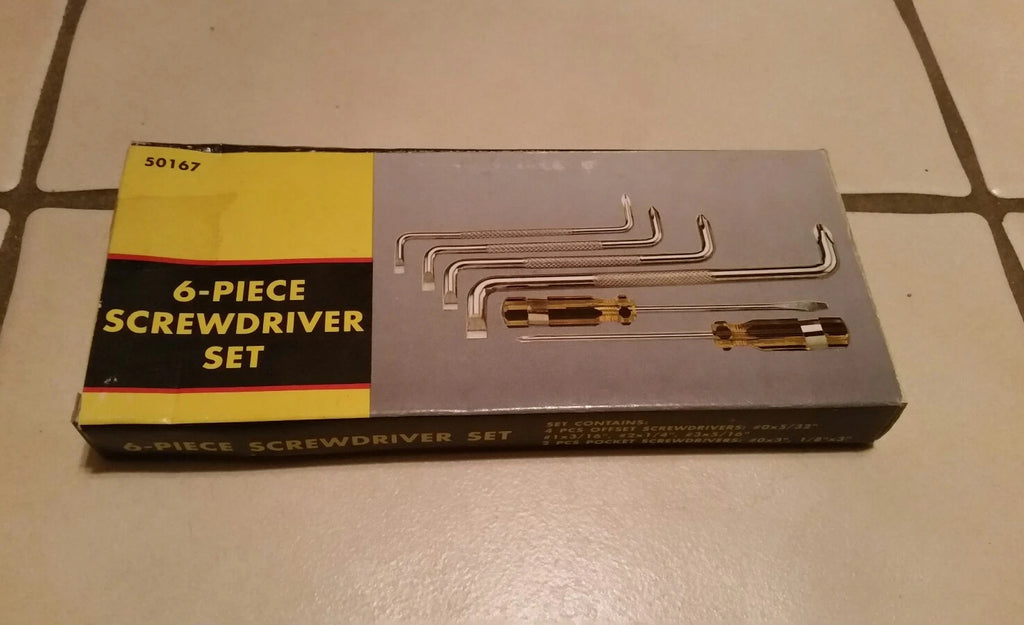 50167
6-PIECE
SCREWDRIVER
SET
6-PIECE SCREWDRIVER SET
SET CONTAINS:
4 PCS OFFSET SCREWDRIVERS: #0x5/32"
#1x3/16", #2x1/4", #3x5/16"
2 PCS POCKET SCREWDRIVERS: #0x3", 1/8"x3"